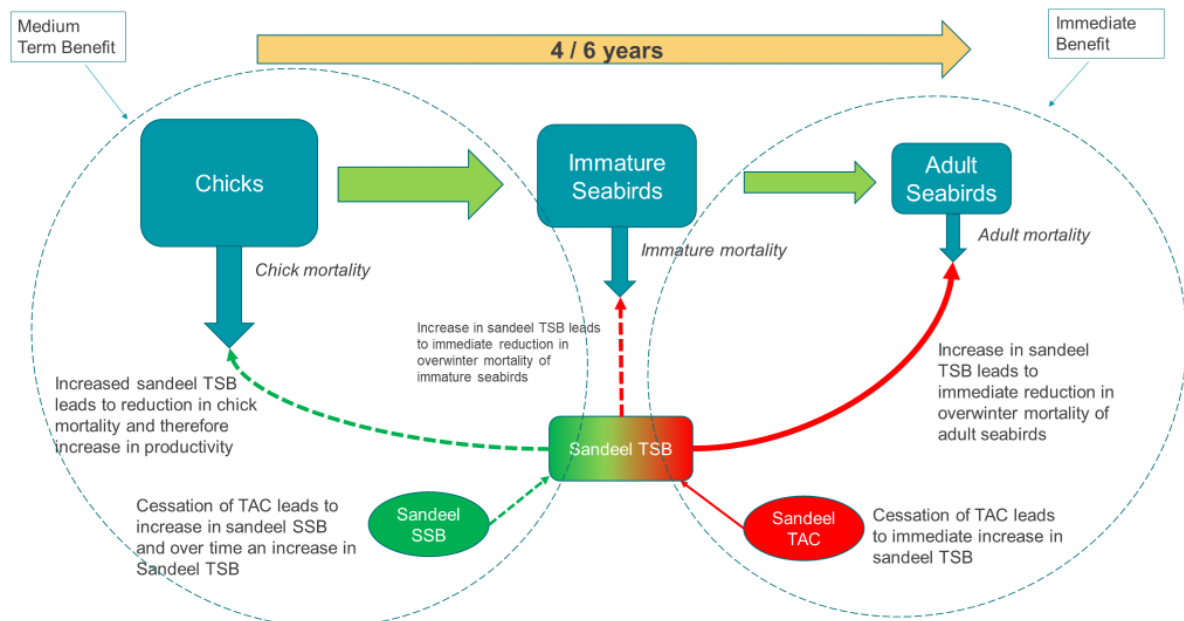 Medium
Term Benefit
4 / 6 years
Immediate
Benefit
Chicks
Immature
Seabirds
Adult
Seabirds
Chick mortality
Immature mortality
Adult mortality
Increase in sandeel TSB leads
to immediate reduction in
overwinter mortality of
immature seabirds
Increased sandeel TSB
leads to reduction in chick
mortality and therefore
increase in productivity
Increase in sandeel
TSB leads to
immediate reduction in
overwinter mortality of
adult seabirds
Sandeel TSB
Cessation of TAC leads to
increase in sandeel SSB
and over time an increase in
Sandeel TSB
Sandeel
SSB
Sandeel
TAC
Cessation of TAC leads
to immediate increase in
sandeel TSB